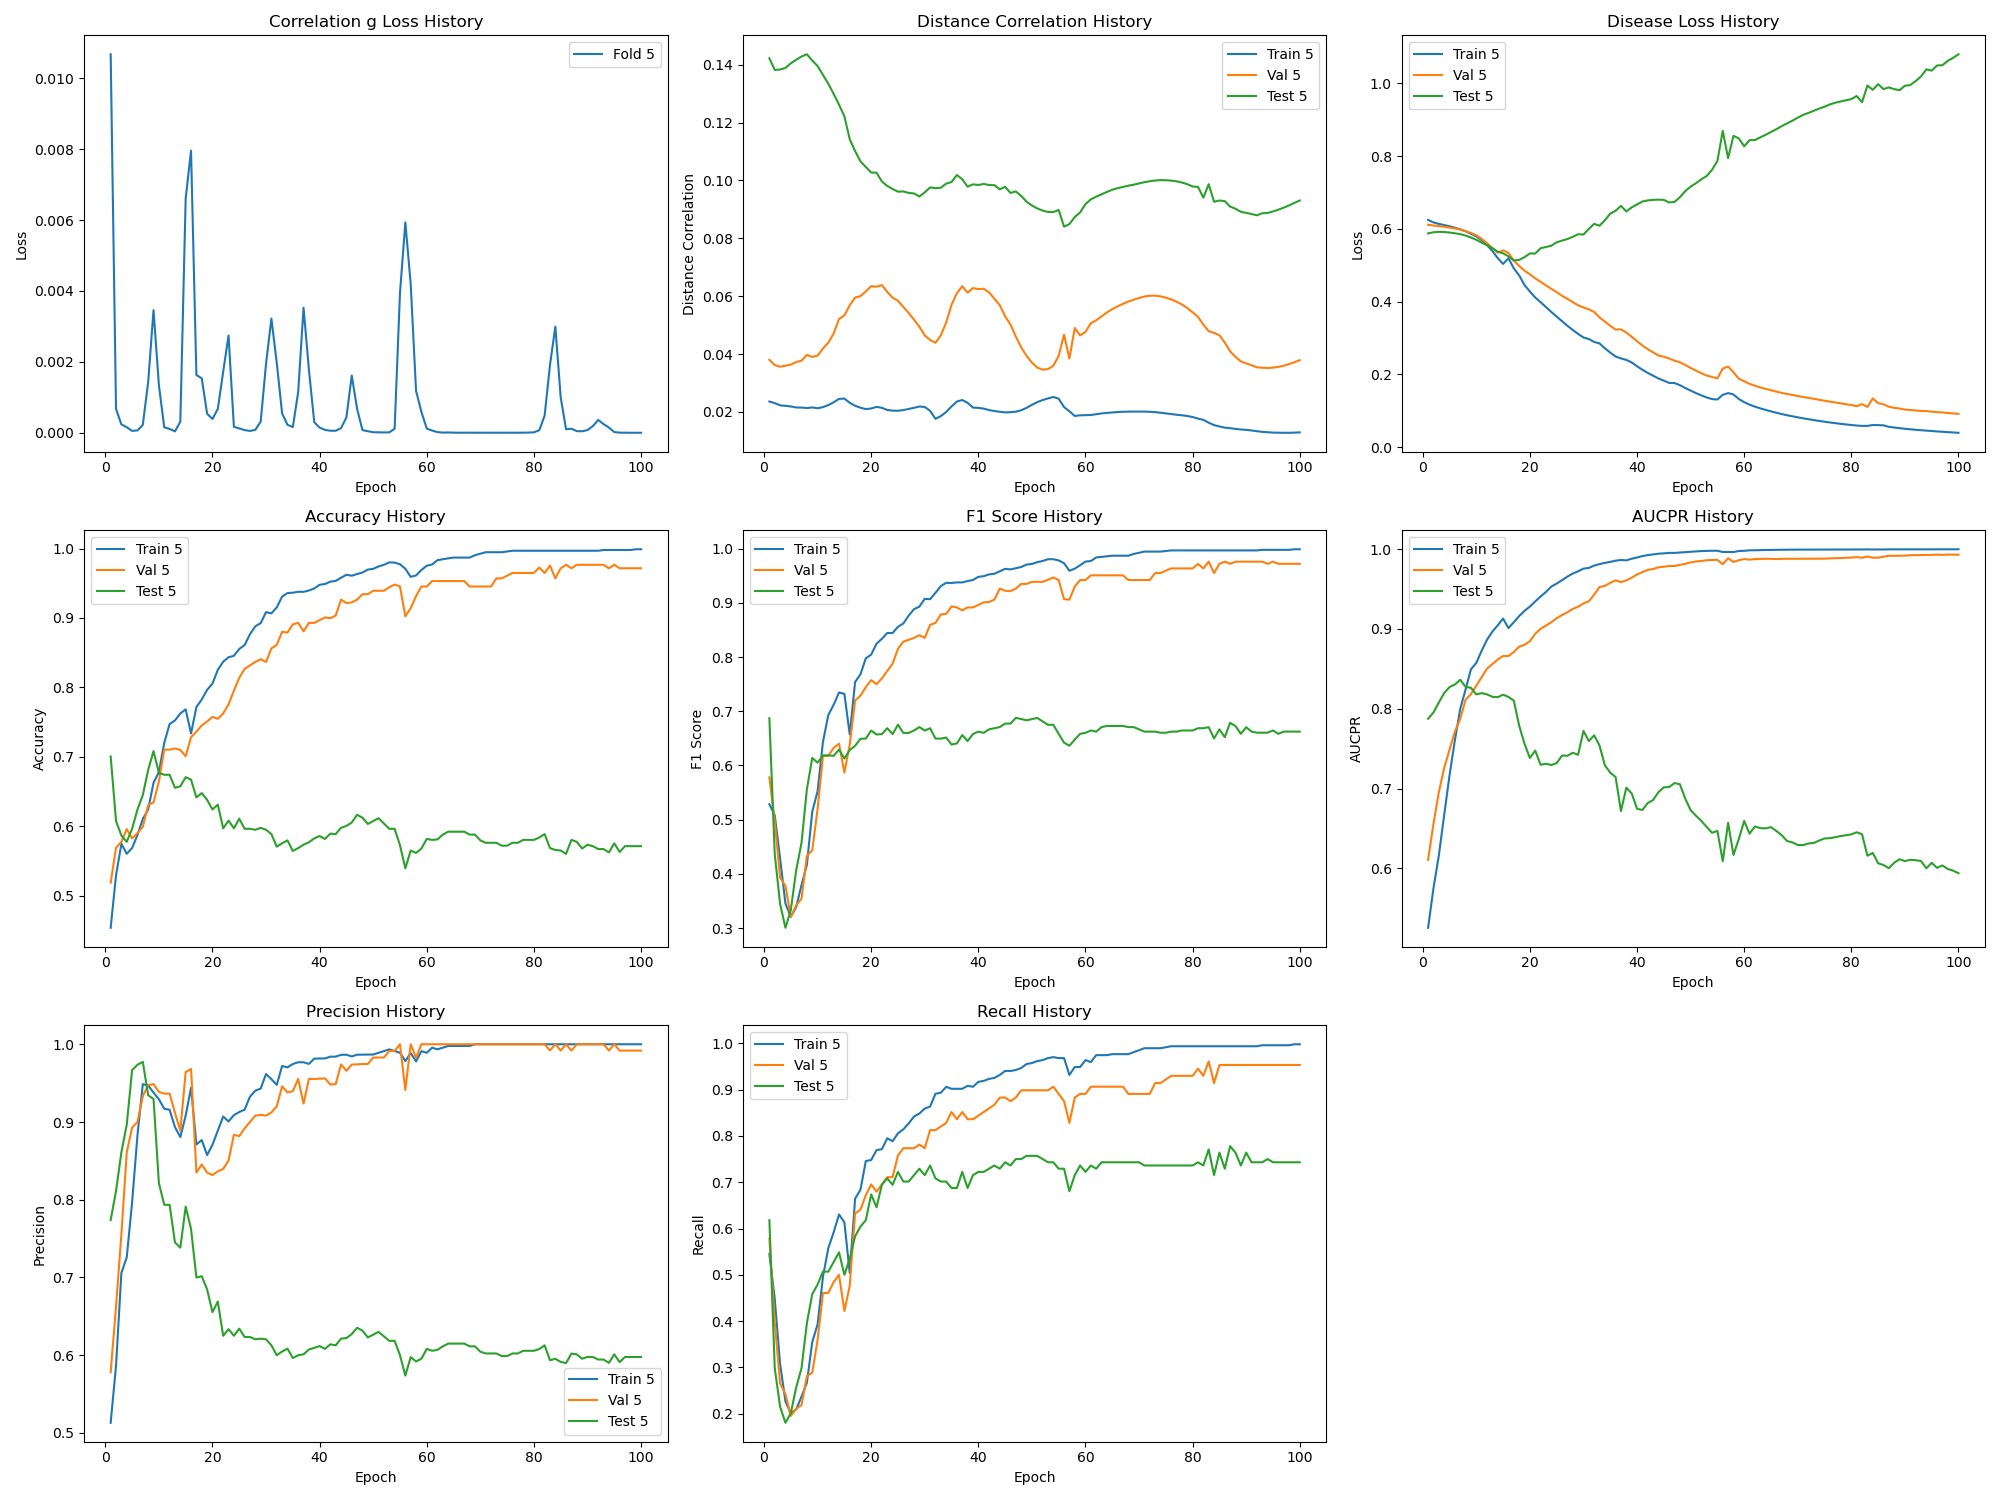 Correlation g Loss History
Fold 5
0.010
0.008
0.006
0.004
0.002
0.000
Loss
0 20 40 60 80 100
Epoch
Distance Correlation History
Train 5
Val 5
Test 5
0.14
0.12
0.10
0.08
0.06
0.04
0.02
Distance Correlation
0 20 40 60 80 100
Epoch
Disease Loss History
Train 5
Val 5
Test 5
1.0
0.8
0.6
0.4
0.2
0.0
Loss
0 20 40 60 80 100
Epoch
Accuracy History
Train 5
Val 5
Test 5
1.0
0.9
0.8
0.7
0.6
0.5
Accuracy
0 20 40 60 80 100
Epoch
F1 Score History
Train 5
Val 5
Test 5
1.0
0.9
0.8
0.7
0.6
0.5
0.4
0.3
F1 Score
0 20 40 60 80 100
Epoch
AUCPR History
Train 5
Val 5
Test 5
1.0
0.9
0.8
0.7
0.6
AUCPR
0 20 40 60 80 100
Epoch
Precision History
1.0
0.9
0.8
0.7
0.6
0.5
Precision
Train 5
Val 5
Test 5
0 20 40 60 80 100
Epoch
Recall History
Train 5
Val 5
Test 5
1.0
0.9
0.8
0.7
0.6
0.5
0.4
0.3
0.2
Recall
0 20 40 60 80 100
Epoch